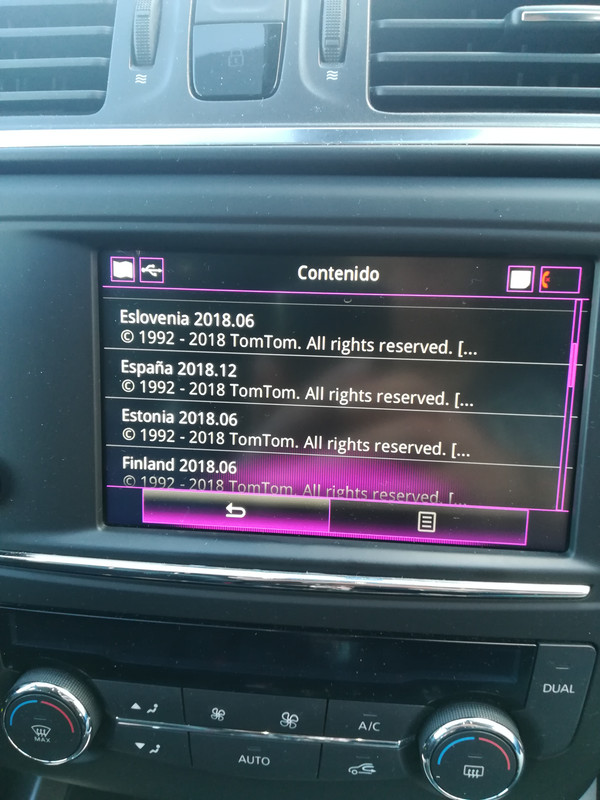 Contenido
Eslovenia 2018.06
© 1992 - 2018 TomTom. All rights reserved. [...
España 2018.12
© 1992 - 2018 TomTom. All rights reserved. [...
Estonia 2018.06
© 1992 - 2018 TomTom. All rights reserved. [...
Finland 2018.06
© 1992 - 2018 TomTom. All rights reserved. [...
DUAL
MAX
A/C
AUTO